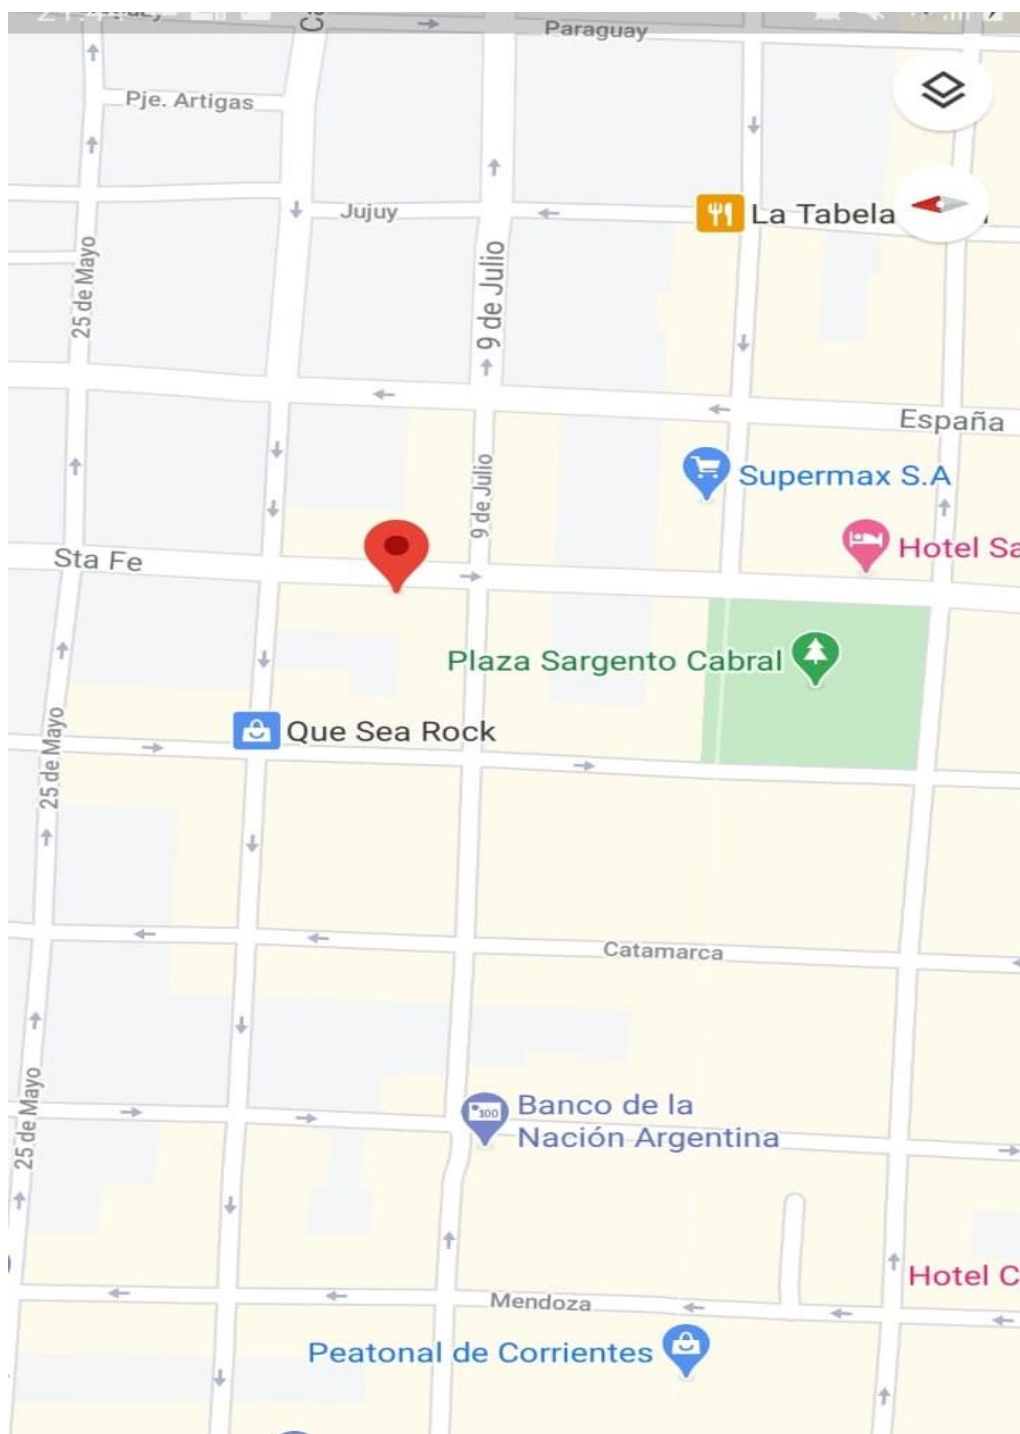 Paraguay
Pje. Artigas
Jujuy
La Tabela
25 de Mayo
9 de Julio
España
9 de Julio
Supermax S.A
Sta Fe
Hotel Sa
Plaza Sargento Cabral
25 de Mayo
Que Sea Rock
Catamarca
25 de Mayo
100
Banco de la
Nación Argentina
Hotel C
Mendoza
Peatonal de Corrientes